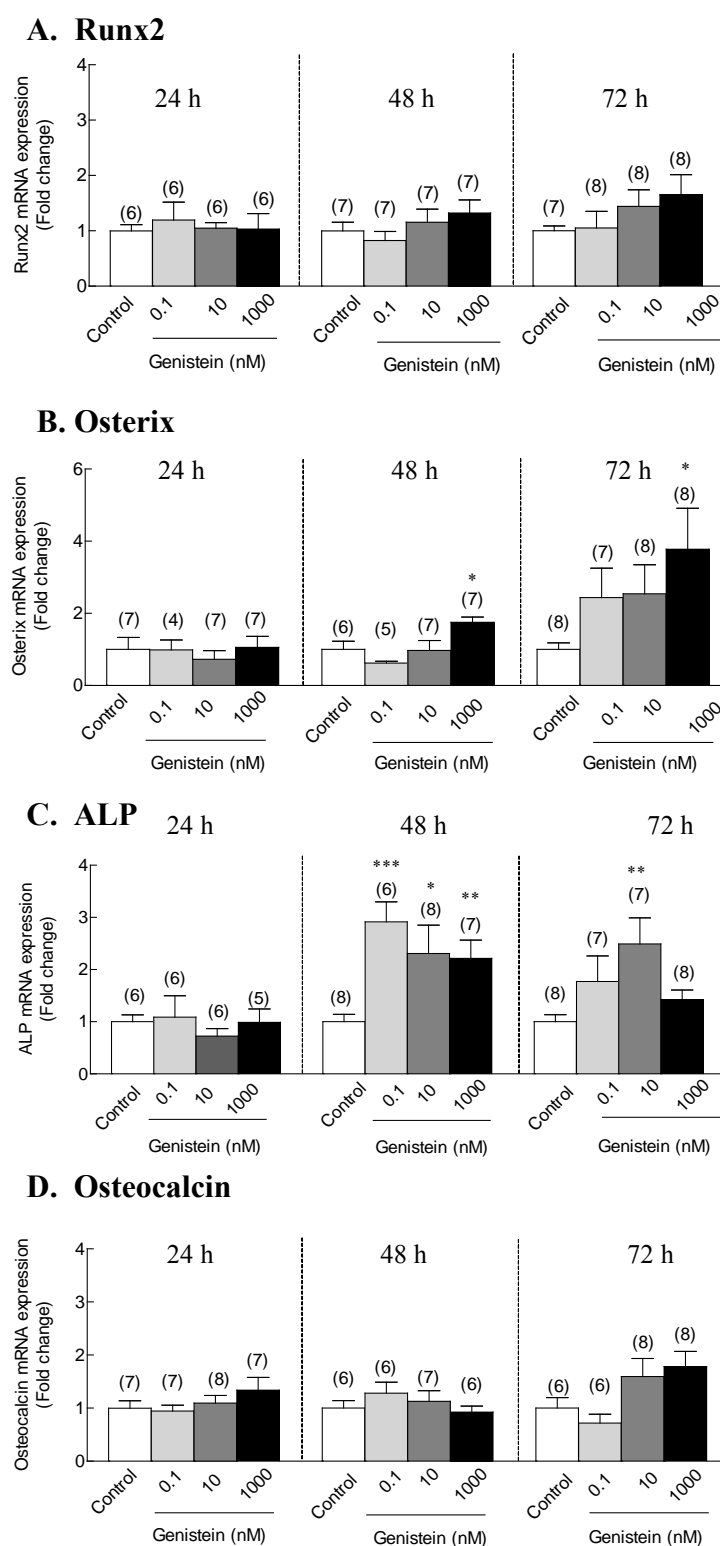 A. Runx2
Runx2 mRNA expression
(Fold change)
4
3
2
1
0
24 h
48 h
72 h
(6)
(6)
(6)
(6)
(7)
(7)
(7)
(7)
(7)
(8)
(8)
(8)
Control
0.1
10
1000
Control
0.1
10
1000
Control
0.1
10
1000
Genistein (nM)
Genistein (nM)
Genistein (nM)
B. Osterix
Osterix mRNA expression
(Fold change)
6
4
2
0
24 h
48 h
72 h
(7)
(4)
(7)
(7)
(6)
(5)
(7)
*
(7)
(8)
(7)
(8)
*
(8)
Control
0.1
10
1000
Control
0.1
10
1000
Control
0.1
10
1000
Genistein (nM)
Genistein (nM)
Genistein (nM)
C. ALP
ALP mRNA expression
(Fold change)
4
3
2
1
0
24 h
48 h
72 h
(6)
(6)
(6)
(5)
(8)
***
(6)
*
(8)
**
(7)
(8)
(7)
**
(7)
(8)
Control
0.1
10
1000
Control
0.1
10
1000
Control
0.1
10
1000
Genistein (nM)
Genistein (nM)
Genistein (nM)
D. Osteocalcin
Osteocalcin mRNA expression
(Fold change)
4
3
2
1
0
24 h
48 h
72 h
(7)
(7)
(8)
(7)
(6)
(6)
(7)
(6)
(6)
(6)
(8)
(8)
Control
0.1
10
1000
Control
0.1
10
1000
Control
0.1
10
1000
Genistein (nM)
Genistein (nM)
Genistein (nM)